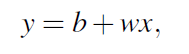 y = b + wx,